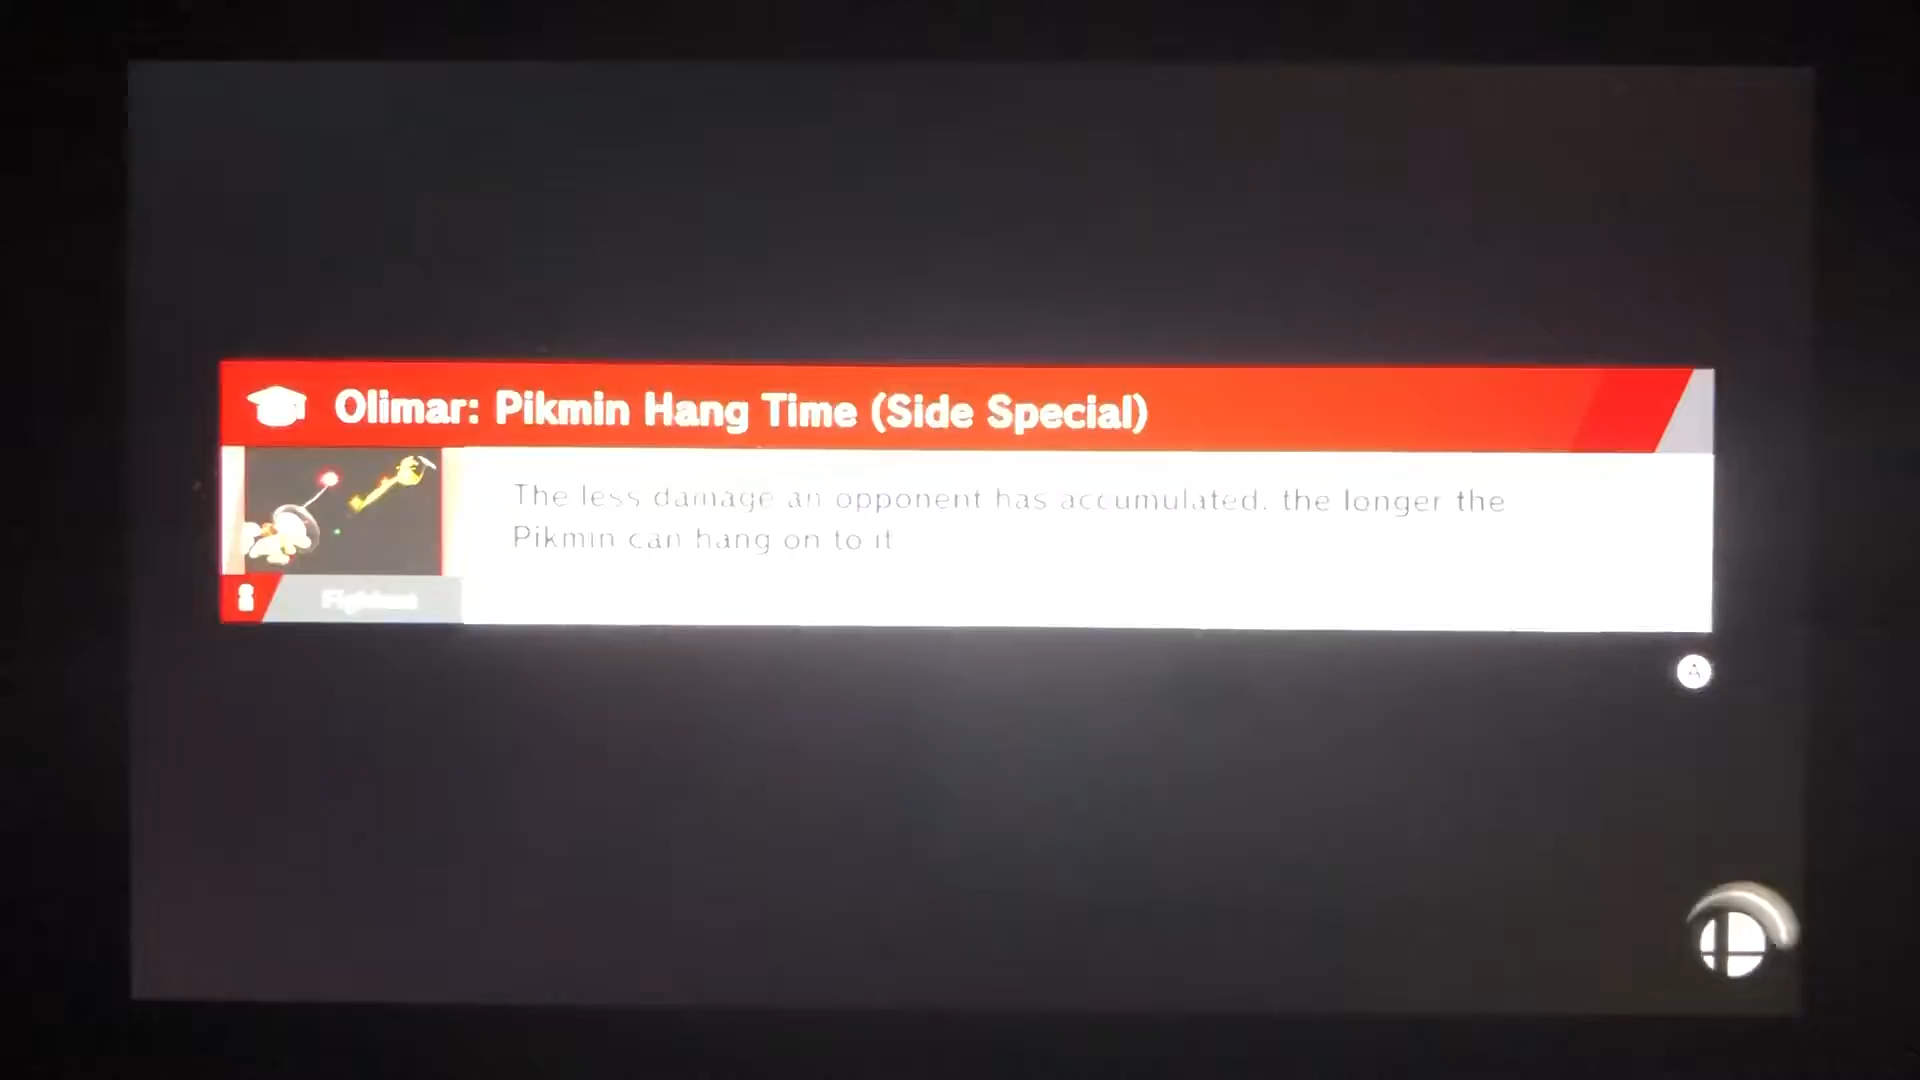 Olimar: Pikmin Hang Time (Side Special)
The less damage an opponent has accumulated, the longer the
Pikmin can hang on to it
Fighters
A